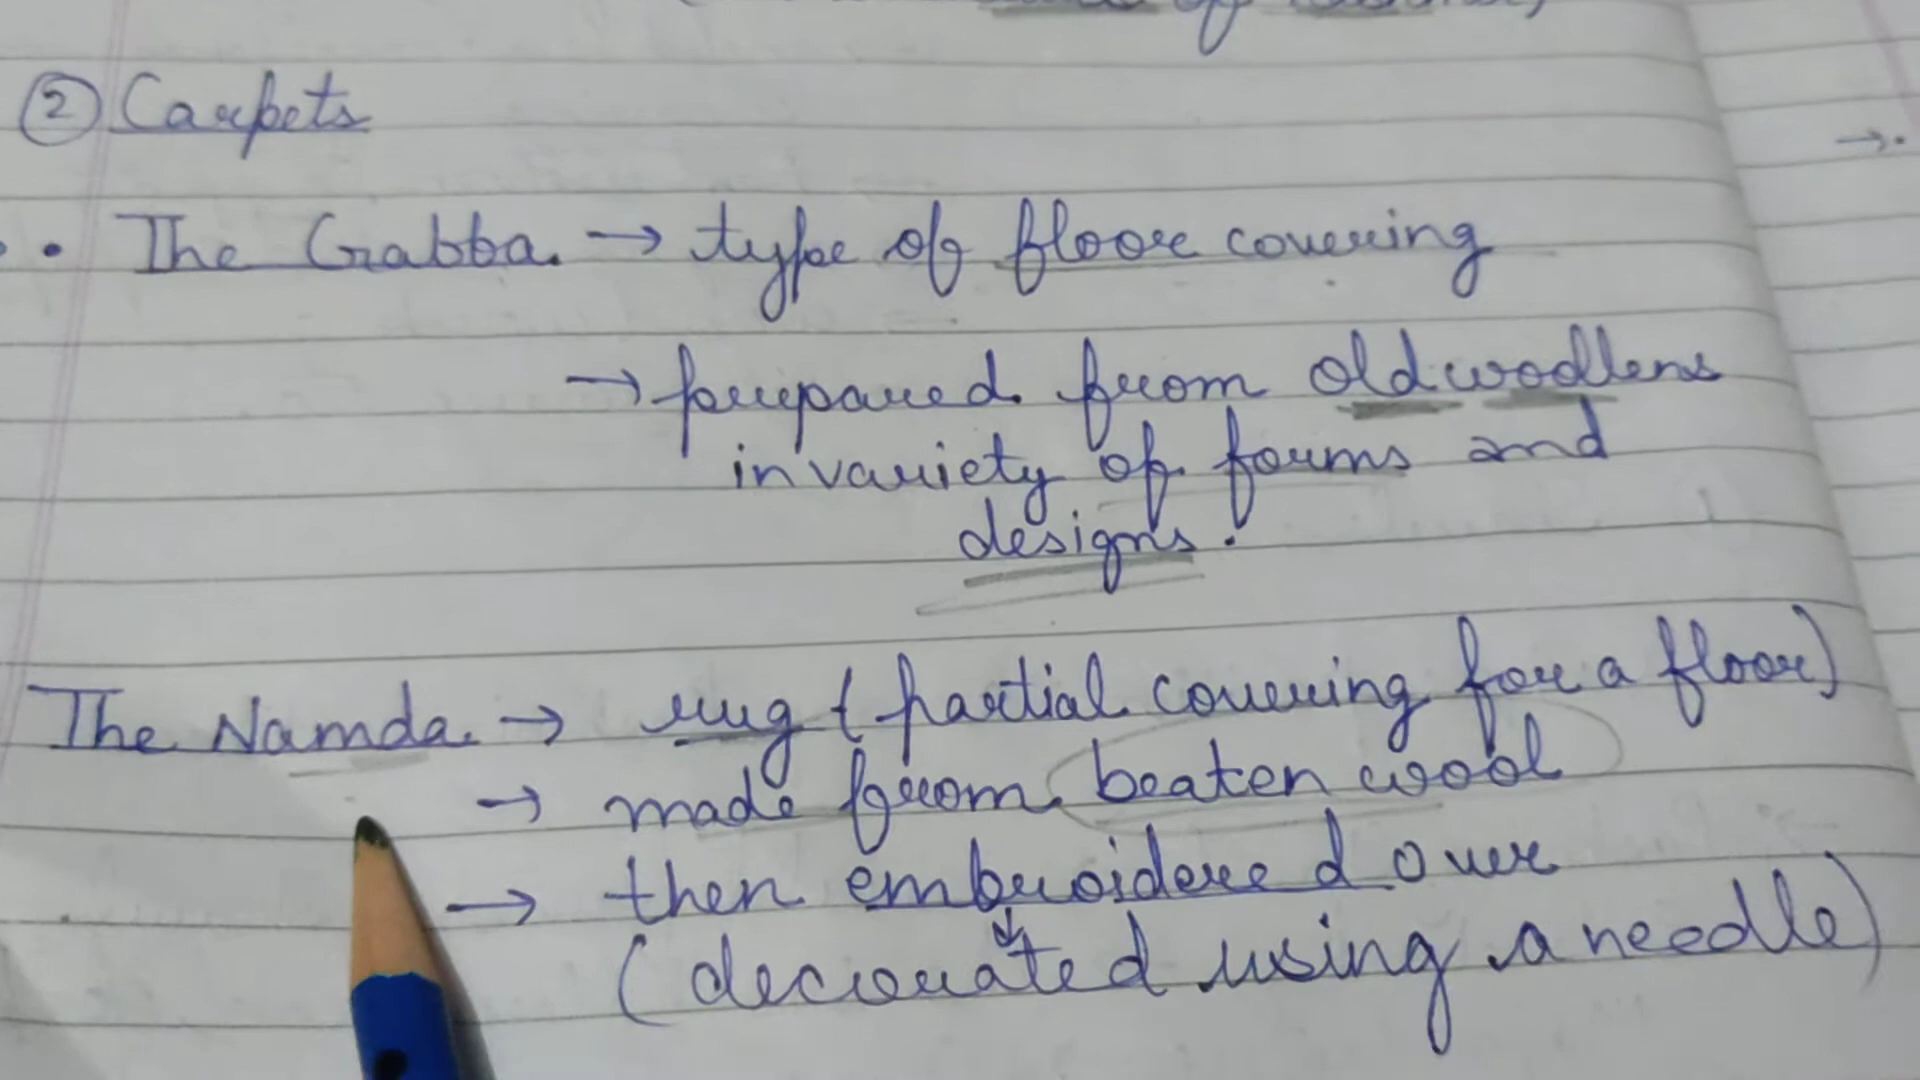 ② Carpets
• The Gabba. → type of floor covering
→ prepared from old woollens
in variety of forms and
designs.
The Namda. → rug (partial covering for a floor)
→ made from beaten wool
→ then embroidered over
↓
(decorated using a needle)
→.